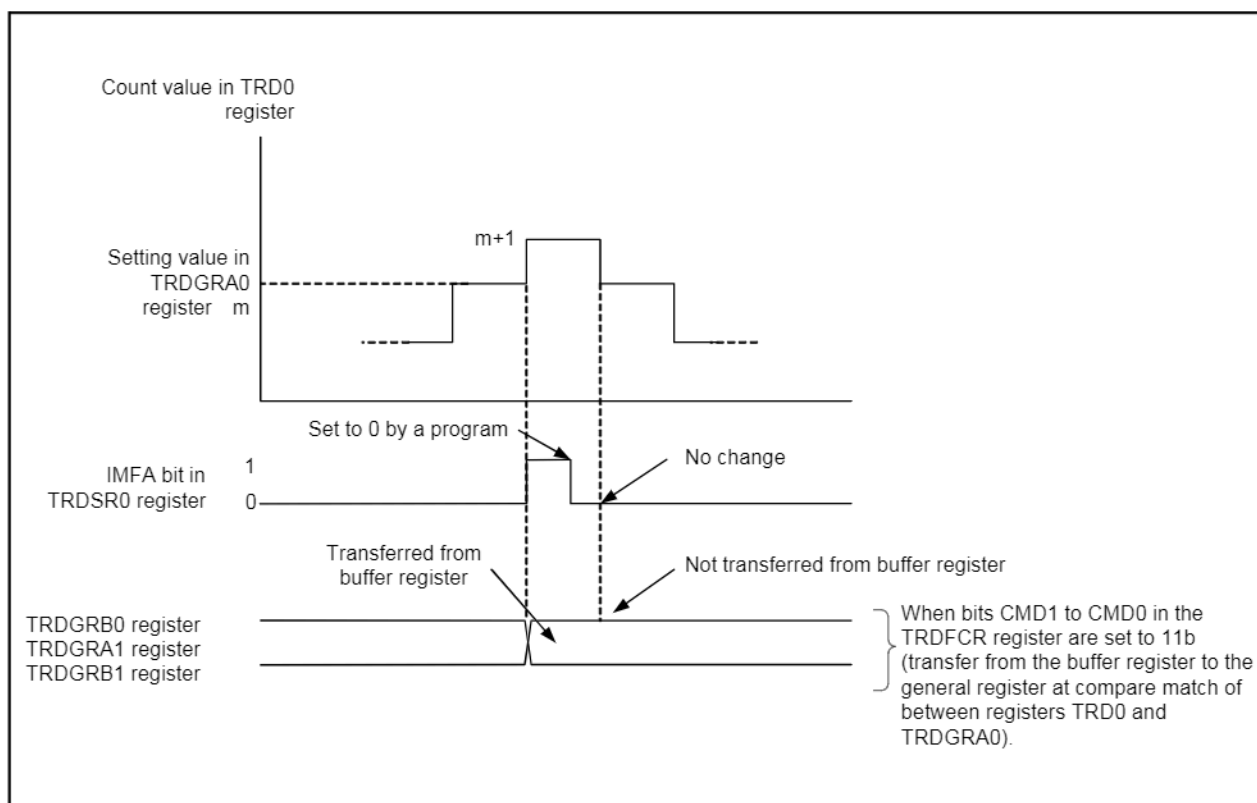 Count value in TRD0
register
m+1
Setting value in
TRDGRA0
register m
Set to 0 by a program
No change
IMFA bit in
TRDSR0 register
1
0
Transferred from
buffer register
Not transferred from buffer register
TRDGRB0 register
TRDGRA1 register
TRDGRB1 register
When bits CMD1 to CMD0 in the
TRDFCR register are set to 11b
(transfer from the buffer register to the
general register at compare match of
between registers TRD0 and
TRDGRA0).